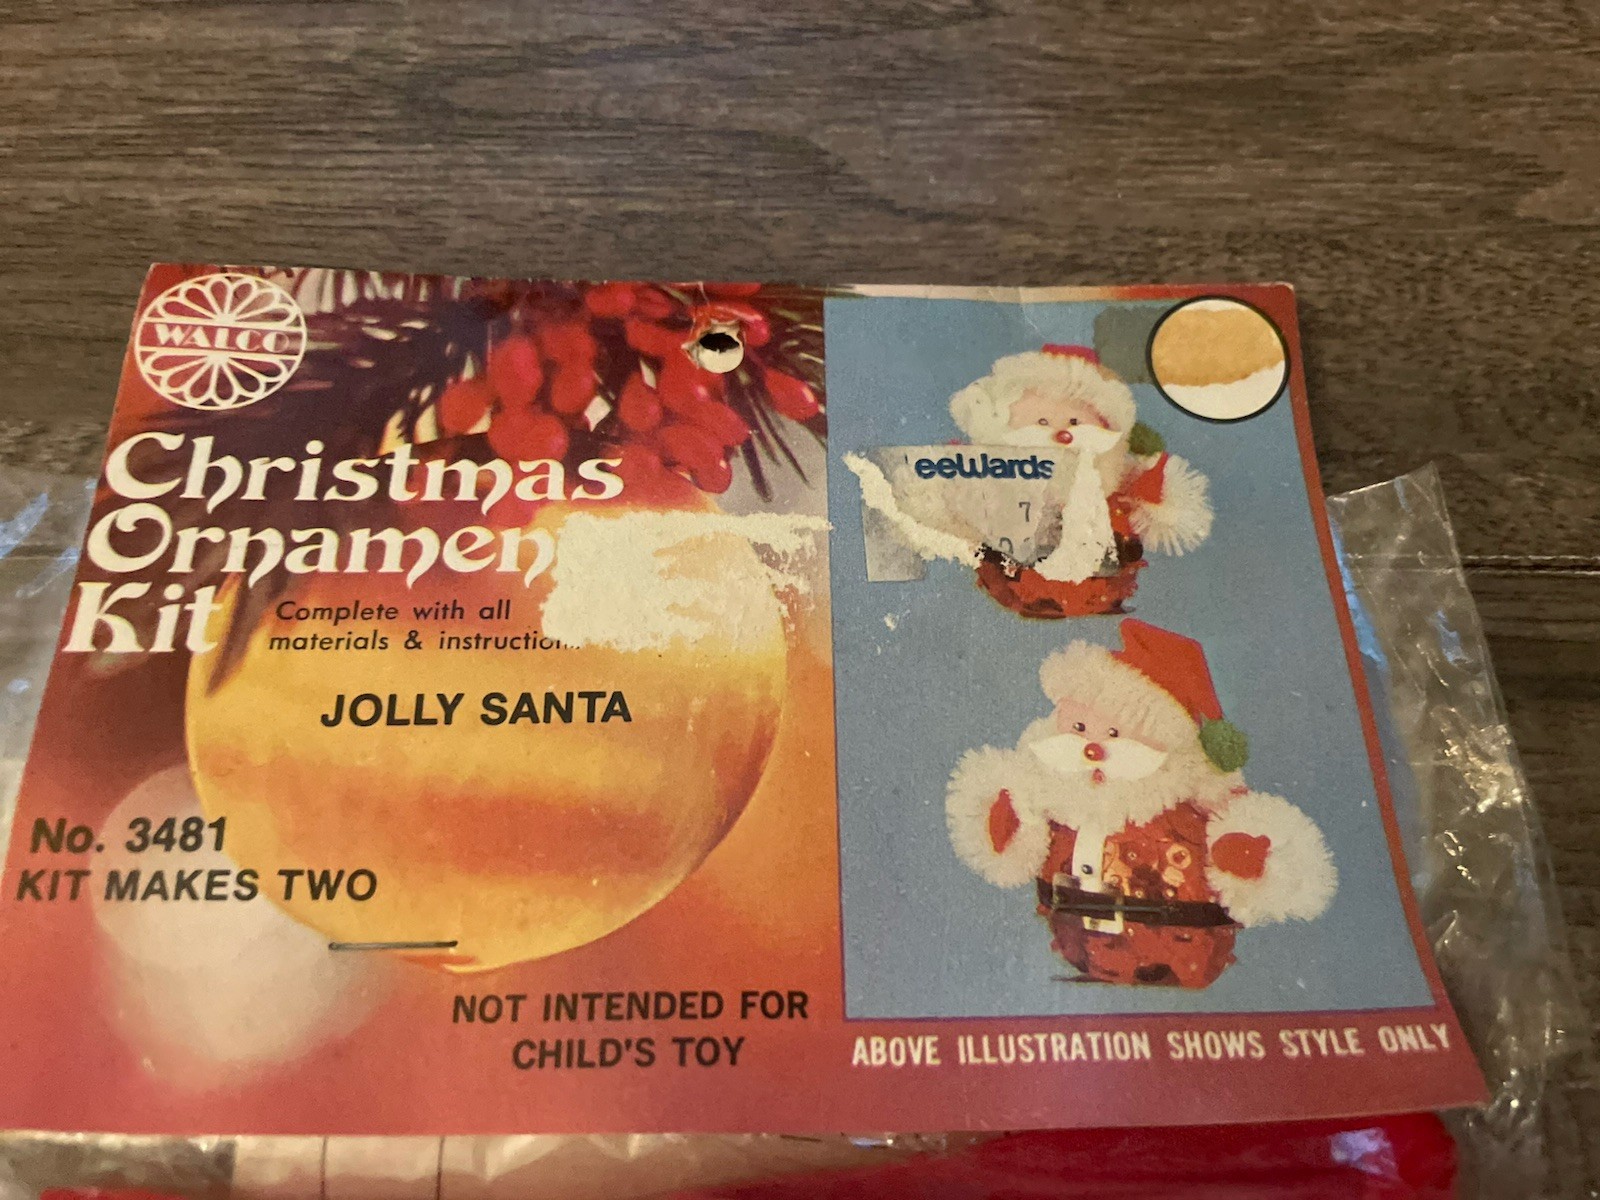 WALCO
Christmas
Ornamen
Kit
Complete with all
materials & instructio
JOLLY SANTA
No. 3481
KIT MAKES TWO
NOT INTENDED FOR
CHILD'S TOY
eeWards
7
ABOVE ILLUSTRATION SHOWS STYLE ONLY